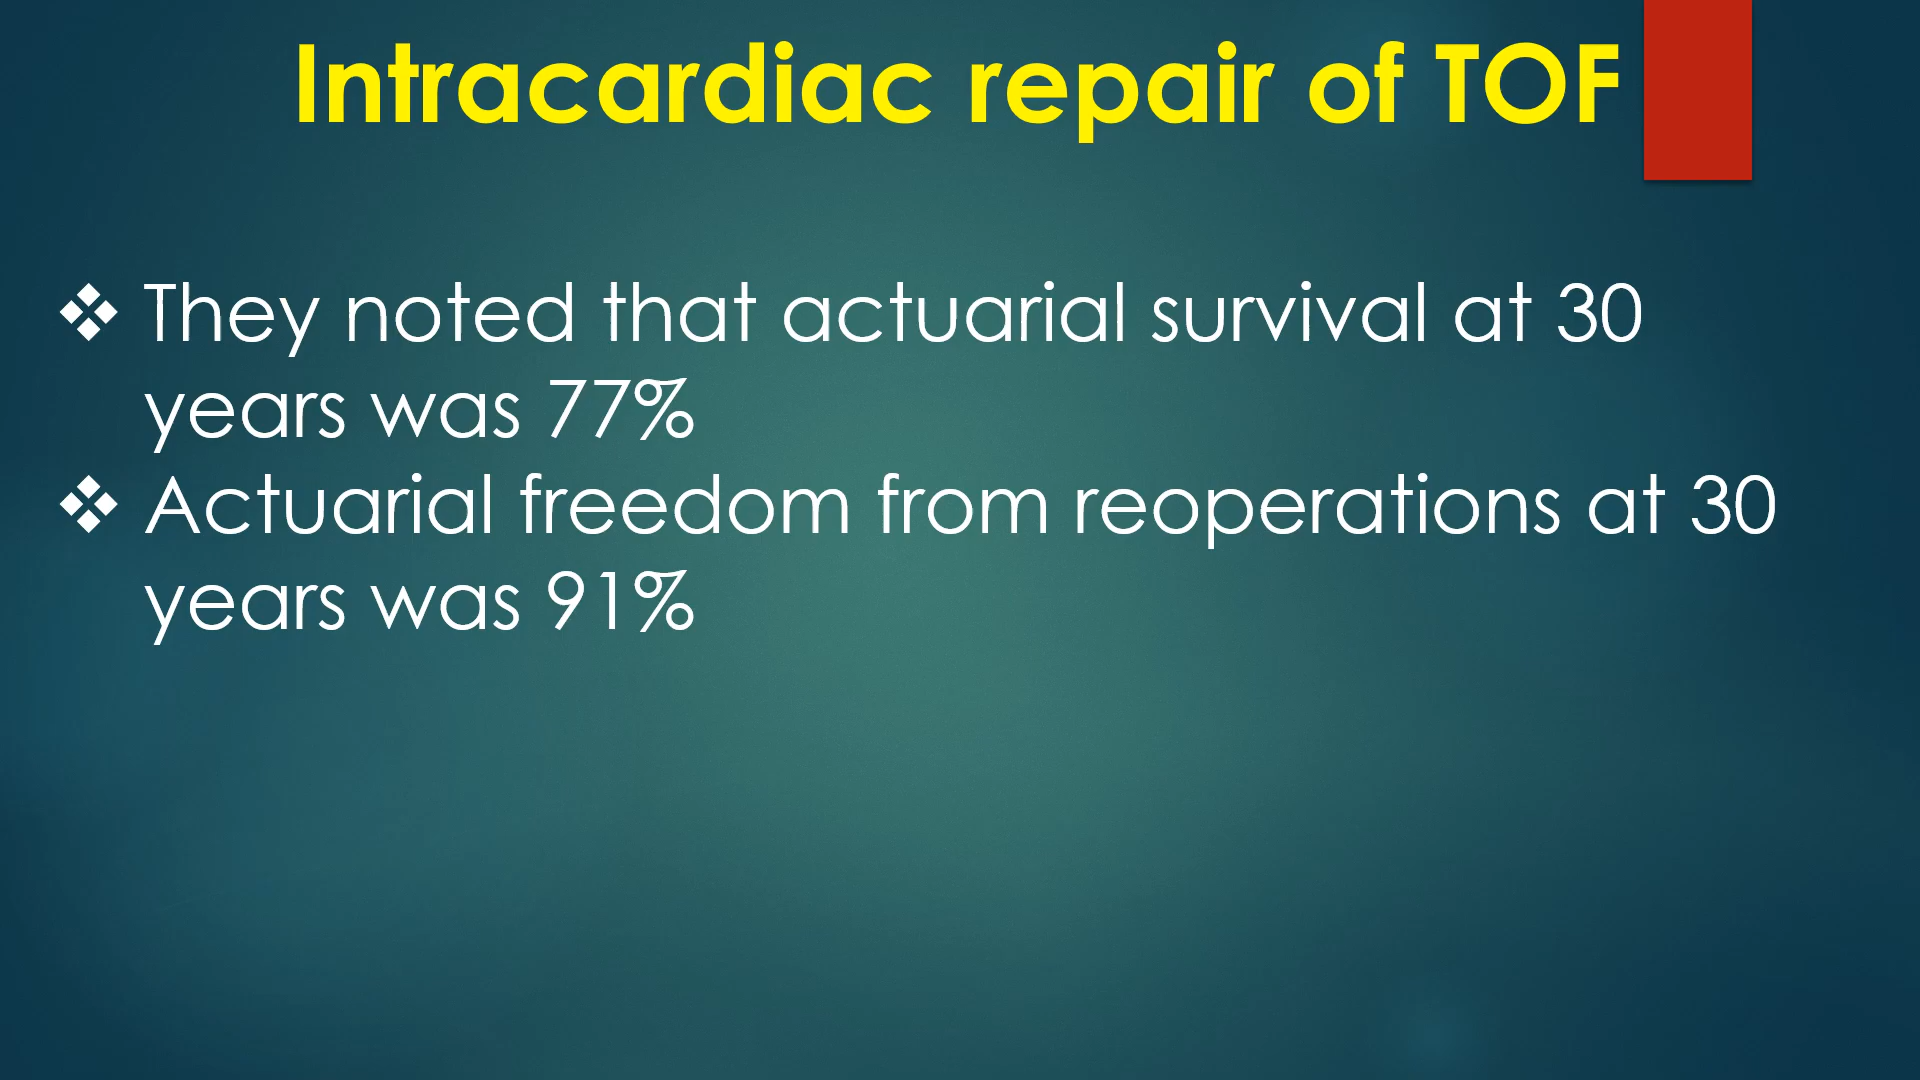 Intracardiac repair of TOF
❖ They noted that actuarial survival at 30
years was 77%
❖ Actuarial freedom from reoperations at 30
years was 91%